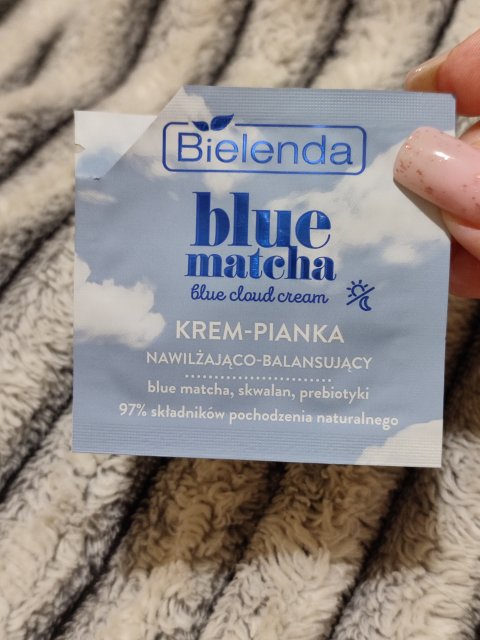 Bielenda
blue
matcha
blue cloud cream
KREM-PIANKA
NAWILŻAJĄCO-BALANSUJĄCY
blue matcha, skwalan, prebiotyki
97% składników pochodzenia naturalnego